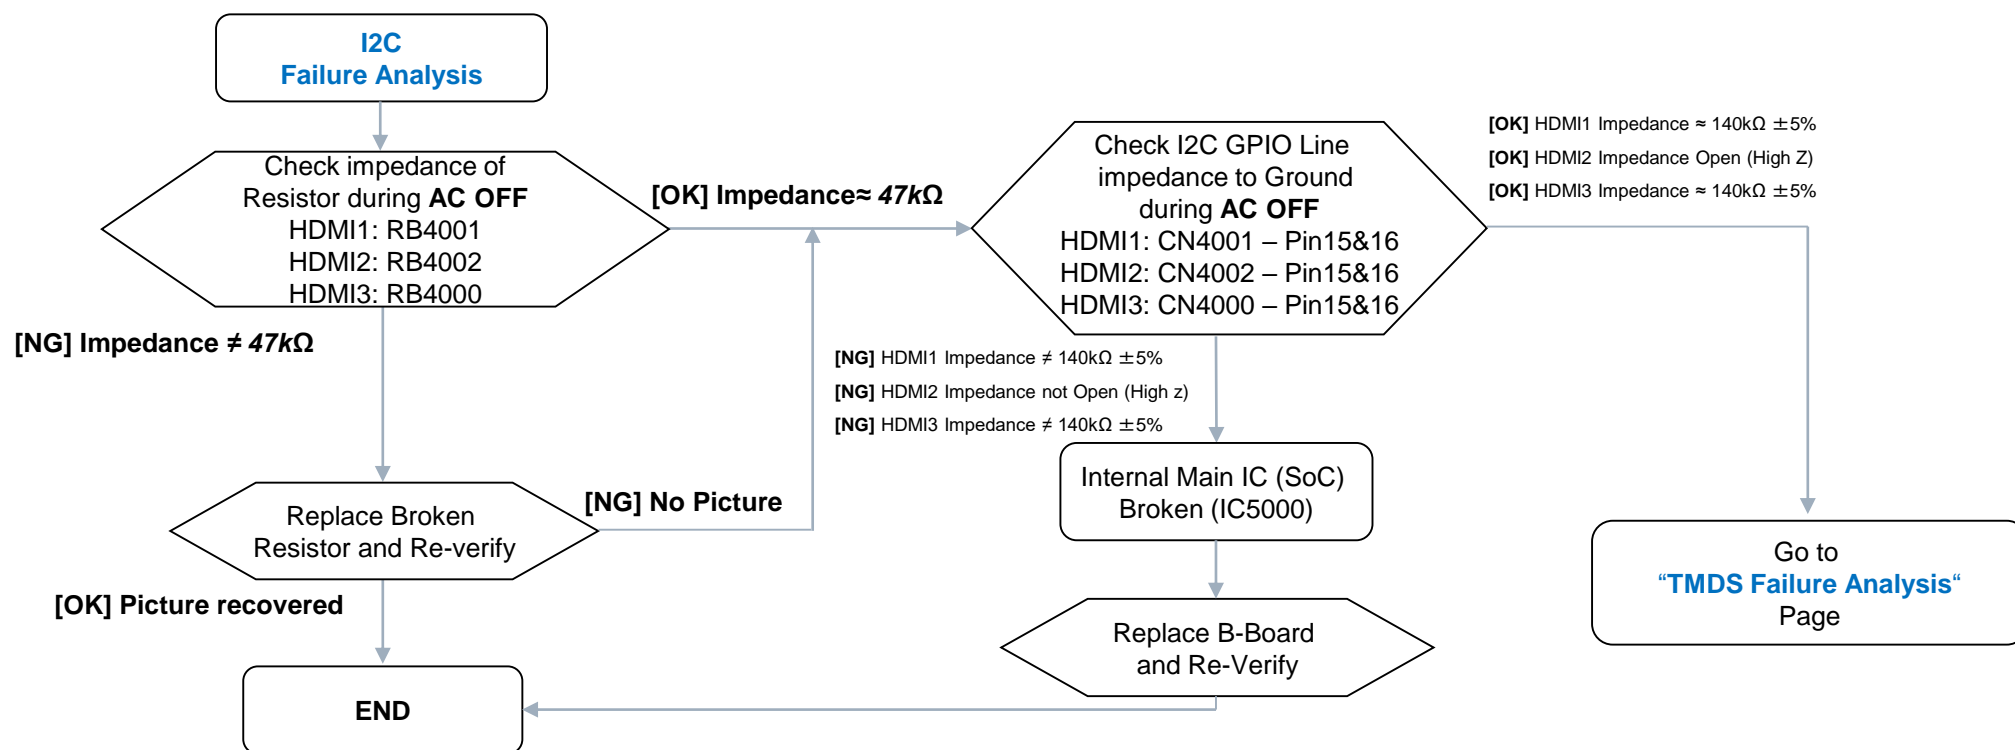 I2C
Failure Analysis
Check impedance of
Resistor during AC OFF
HDMI1: RB4001
HDMI2: RB4002
HDMI3: RB4000
[OK] Impedance≈ 47kΩ
[NG] Impedance ≠ 47kΩ
Replace Broken
Resistor and Re-verify
[NG] No Picture
[OK] Picture recovered
END
Check I2C GPIO Line
impedance to Ground
during AC OFF
HDMI1: CN4001 – Pin15&16
HDMI2: CN4002 – Pin15&16
HDMI3: CN4000 – Pin15&16
[OK] HDMI1 Impedance ≈ 140kΩ ±5%
[OK] HDMI2 Impedance Open (High Z)
[OK] HDMI3 Impedance ≈ 140kΩ ±5%
[NG] HDMI1 Impedance ≠ 140kΩ ±5%
[NG] HDMI2 Impedance not Open (High z)
[NG] HDMI3 Impedance ≠ 140kΩ ±5%
Internal Main IC (SoC)
Broken (IC5000)
Replace B-Board
and Re-Verify
Go to
“TMDS Failure Analysis“
Page